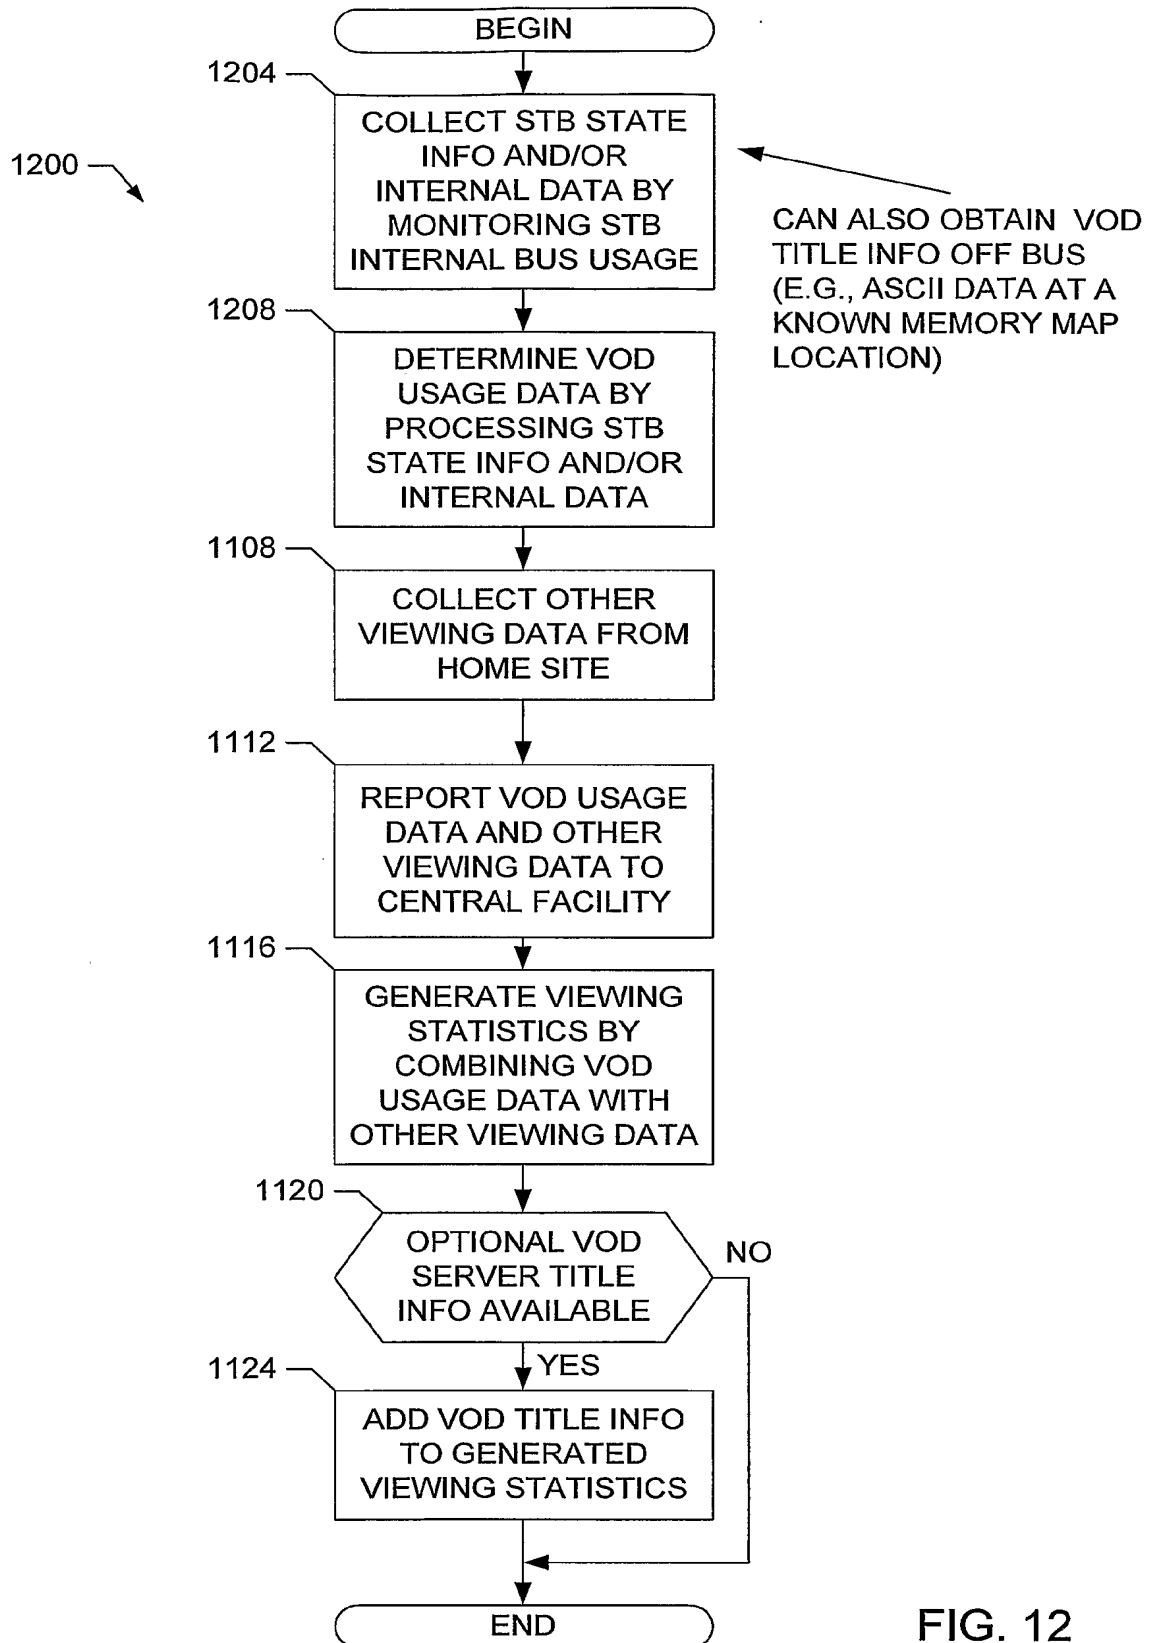 BEGIN
1204
COLLECT STB STATE
INFO AND/OR
INTERNAL DATA BY
MONITORING STB
INTERNAL BUS USAGE
1200
CAN ALSO OBTAIN VOD
TITLE INFO OFF BUS
(E.G., ASCII DATA AT A
KNOWN MEMORY MAP
LOCATION)
1208
DETERMINE VOD
USAGE DATA BY
PROCESSING STB
STATE INFO AND/OR
INTERNAL DATA
1108
COLLECT OTHER
VIEWING DATA FROM
HOME SITE
1112
REPORT VOD USAGE
DATA AND OTHER
VIEWING DATA TO
CENTRAL FACILITY
1116
GENERATE VIEWING
STATISTICS BY
COMBINING VOD
USAGE DATA WITH
OTHER VIEWING DATA
1120
OPTIONAL VOD
SERVER TITLE
INFO AVAILABLE
NO
YES
1124
ADD VOD TITLE INFO
TO GENERATED
VIEWING STATISTICS
END
FIG. 12